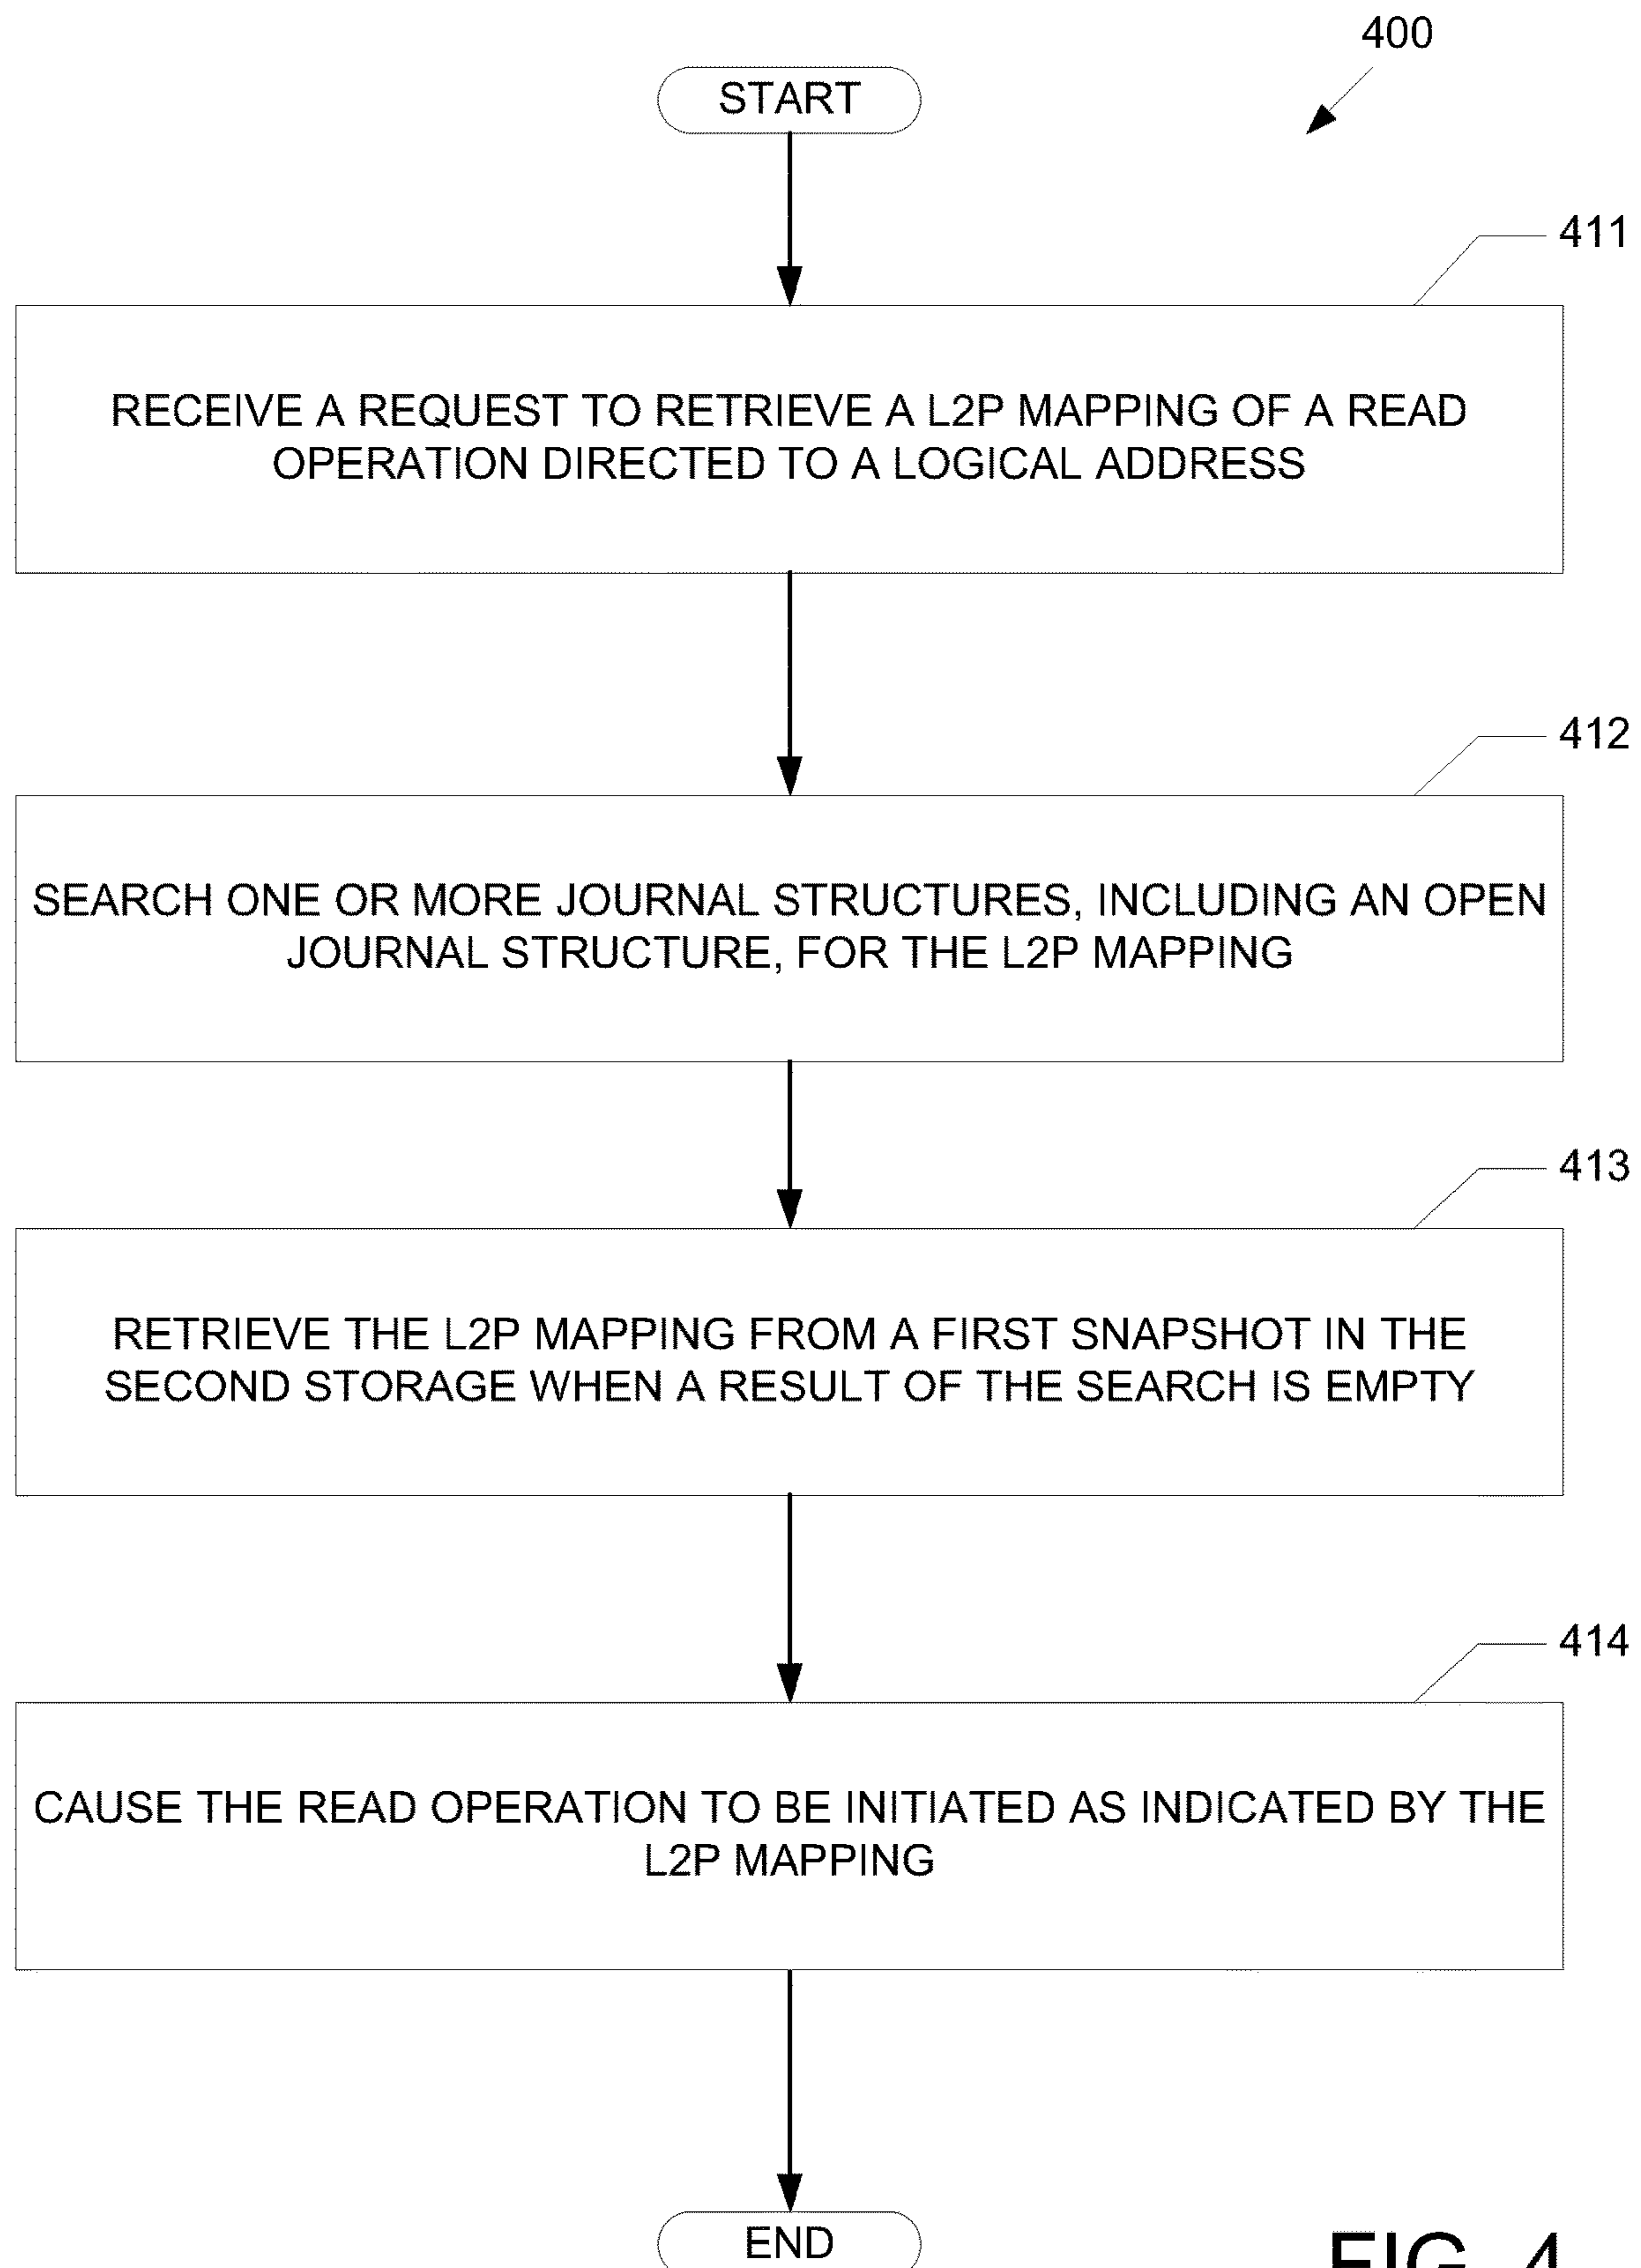 400
START
411
RECEIVE A REQUEST TO RETRIEVE A L2P MAPPING OF A READ
OPERATION DIRECTED TO A LOGICAL ADDRESS
412
SEARCH ONE OR MORE JOURNAL STRUCTURES, INCLUDING AN OPEN
JOURNAL STRUCTURE, FOR THE L2P MAPPING
413
RETRIEVE THE L2P MAPPING FROM A FIRST SNAPSHOT IN THE
SECOND STORAGE WHEN A RESULT OF THE SEARCH IS EMPTY
414
CAUSE THE READ OPERATION TO BE INITIATED AS INDICATED BY THE
L2P MAPPING
END
FIG. 4